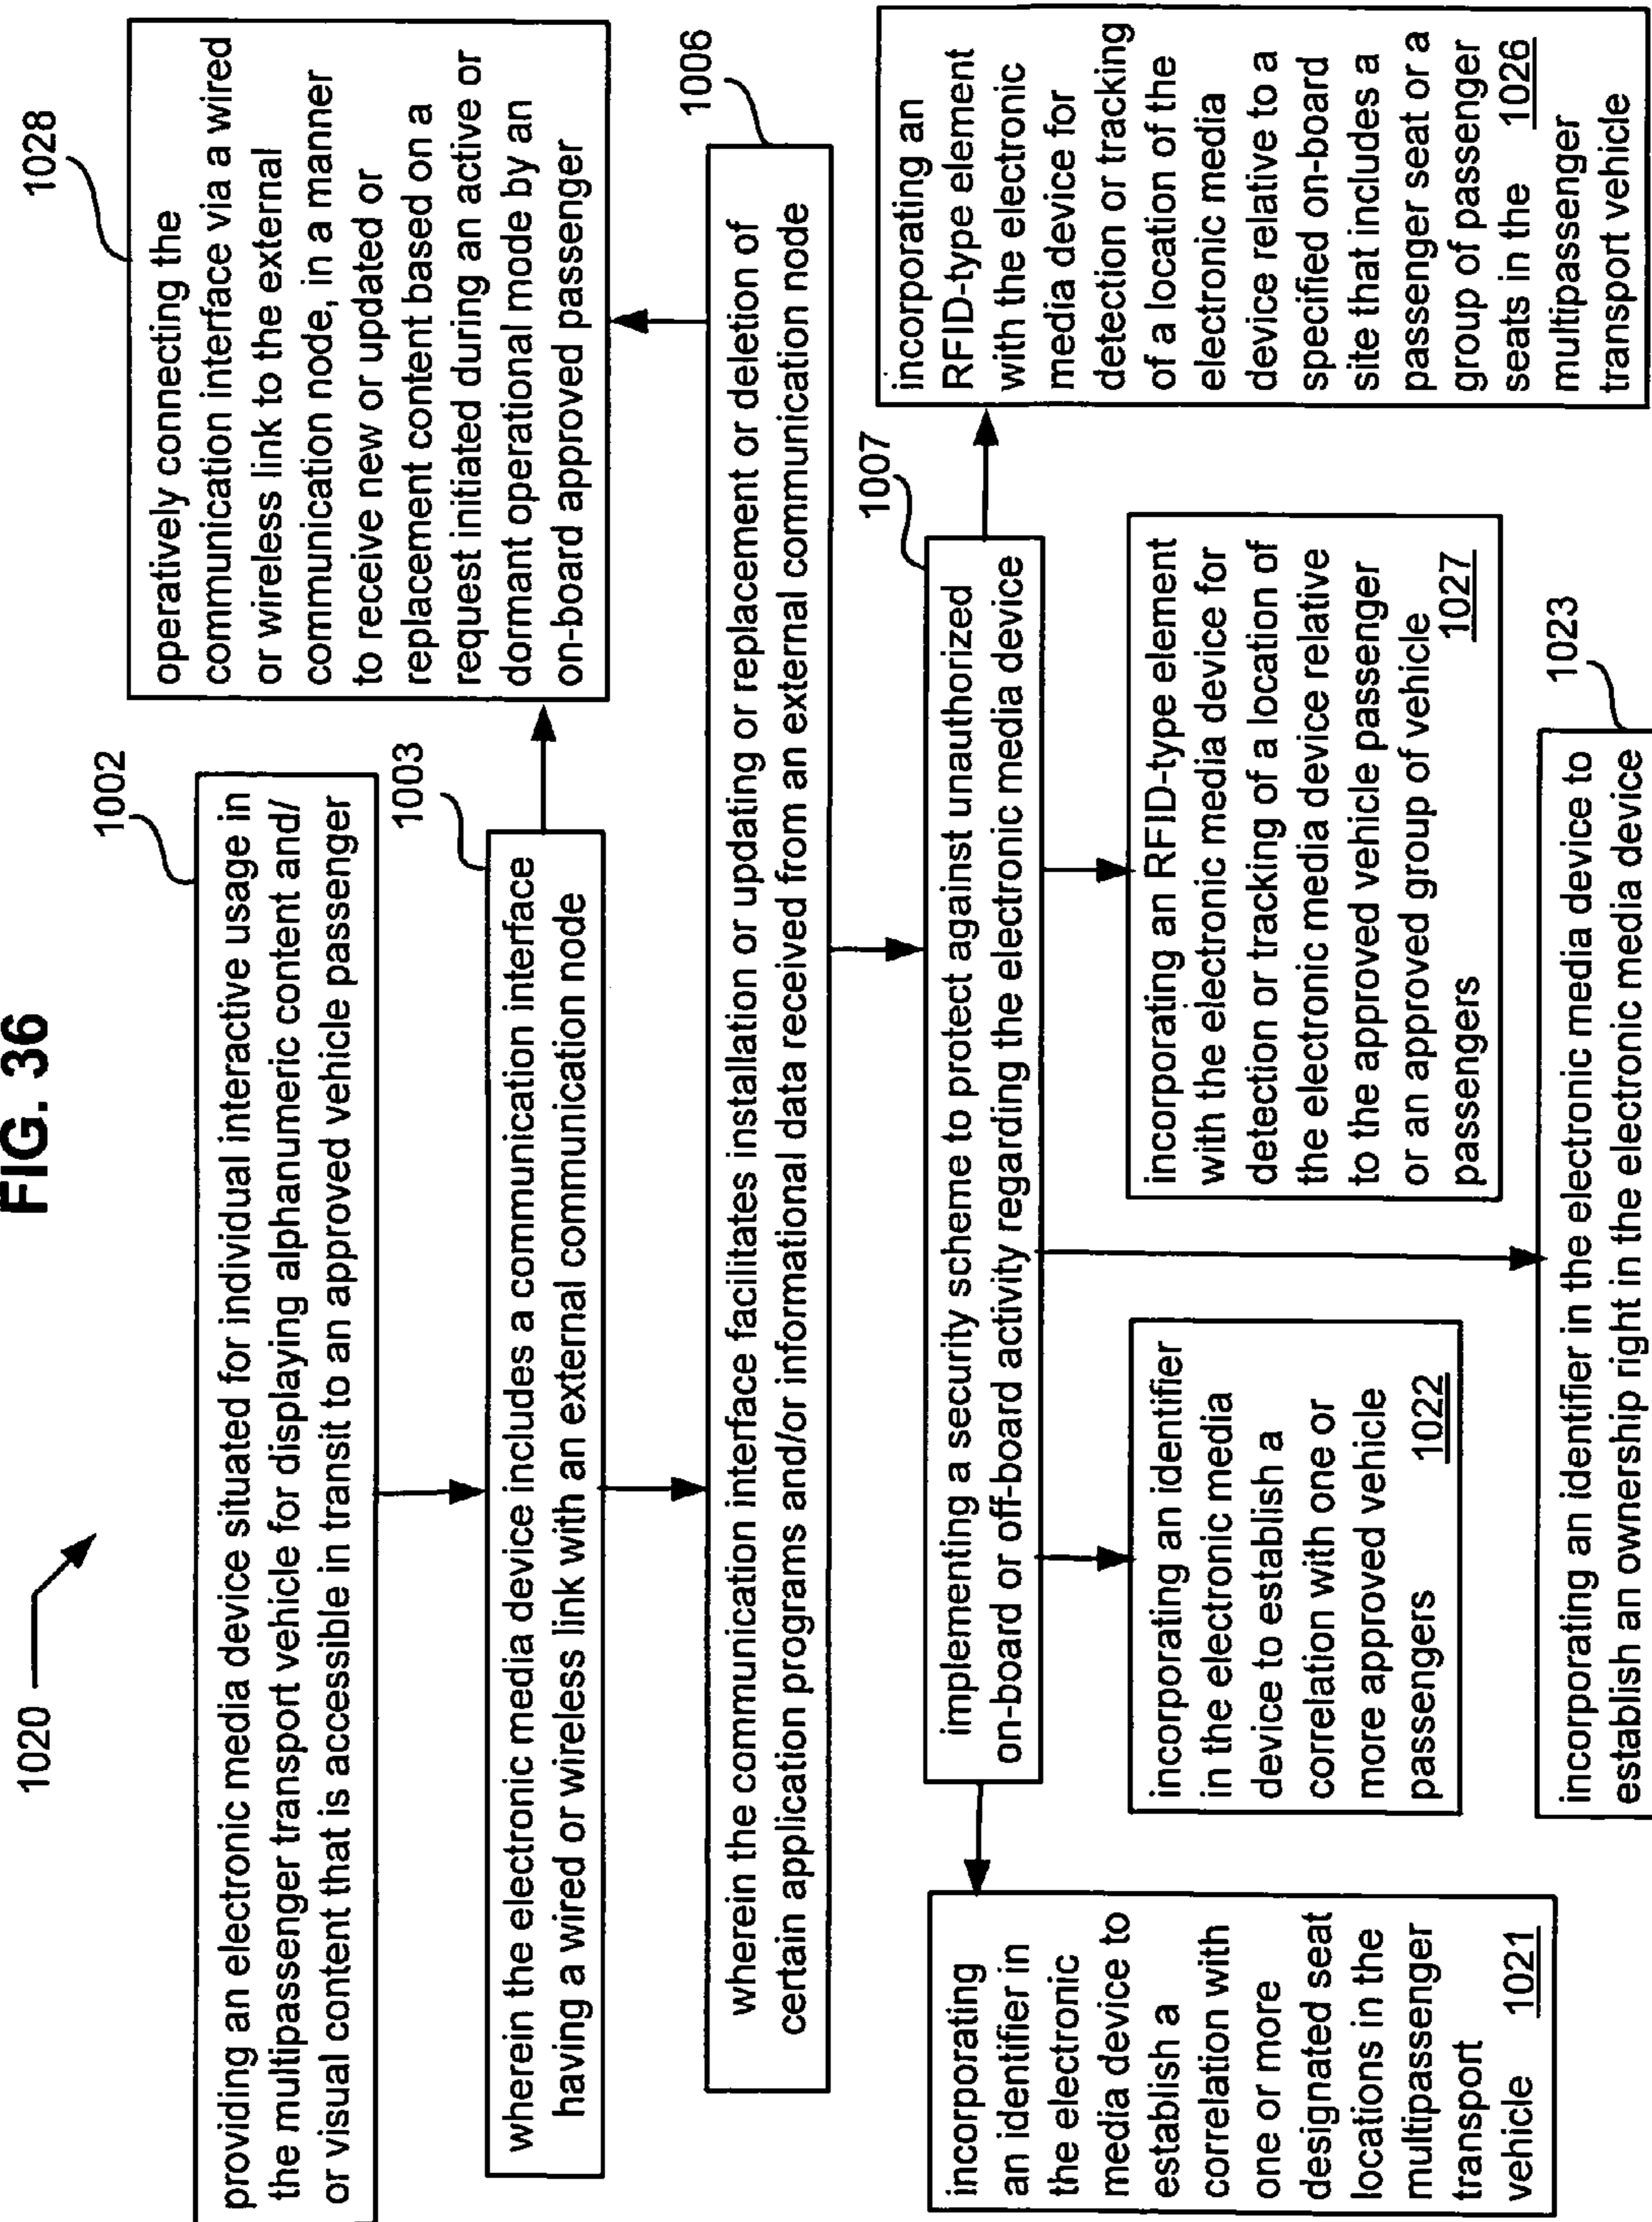 FIG. 36
1020
1002
providing an electronic media device situated for individual interactive usage in
the multipassenger transport vehicle for displaying alphanumeric content and/
or visual content that is accessible in transit to an approved vehicle passenger
1028
operatively connecting the
communication interface via a wired
or wireless link to the external
communication node, in a manner
to receive new or updated or
replacement content based on a
request initiated during an active or
dormant operational mode by an
on-board approved passenger
1003
wherein the electronic media device includes a communication interface
having a wired or wireless link with an external communication node
1006
wherein the communication interface facilitates installation or updating or replacement or deletion of
certain application programs and/or informational data received from an external communication node
1007
implementing a security scheme to protect against unauthorized
on-board or off-board activity regarding the electronic media device
incorporating
an identifier in
the electronic
media device to
establish a
correlation with
one or more
designated seat
locations in the
multipassenger
transport
vehicle 1021
incorporating an identifier
in the electronic media
device to establish a
correlation with one or
more approved vehicle
passengers 1022
incorporating an RFID-type element
with the electronic media device for
detection or tracking of a location of
the electronic media device relative
to the approved vehicle passenger
or an approved group of vehicle
passengers 1027
incorporating an
RFID-type element
with the electronic
media device for
detection or tracking
of a location of the
electronic media
device relative to a
specified on-board
site that includes a
passenger seat or a
group of passenger
seats in the 1026
multipassenger
transport vehicle
1023
incorporating an identifier in the electronic media device to
establish an ownership right in the electronic media device